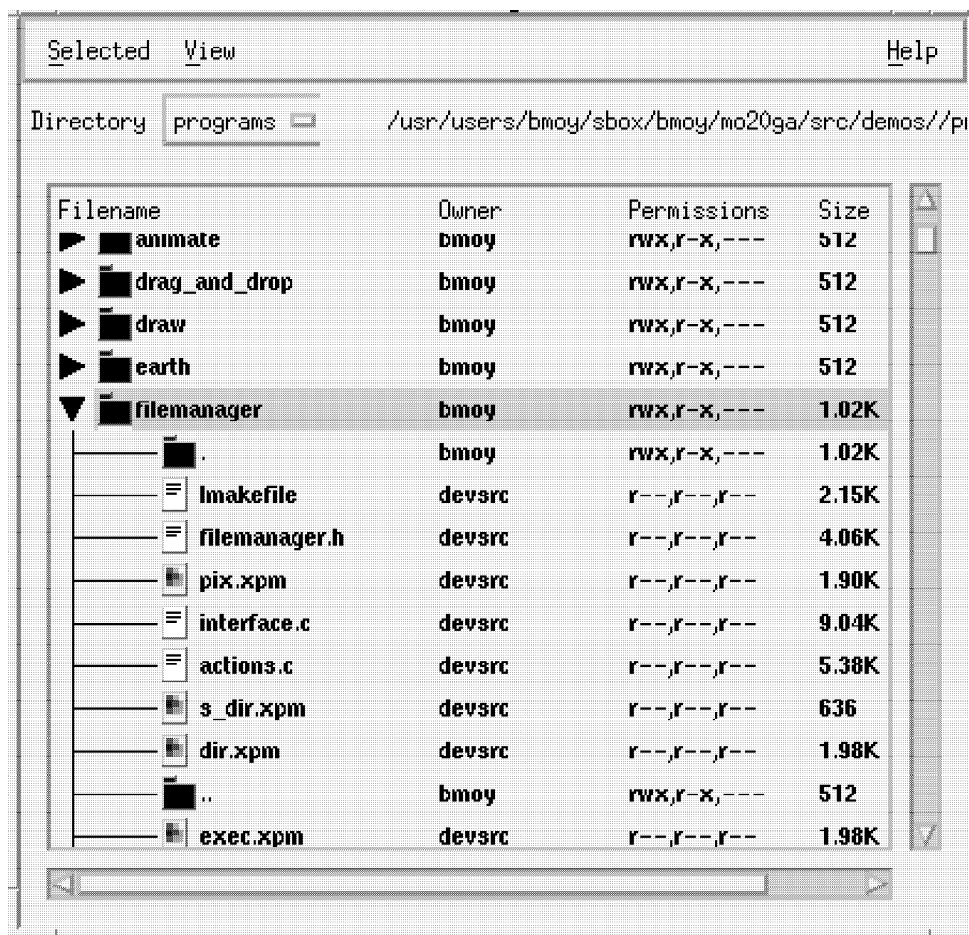 Selected View Help
Directory programs /usr/users/bmoy/sbox/bmoy/mo20ga/src/demos//pr
Filename Owner Permissions Size
animate bmoy rwx,r-x,--- 512
drag_and_drop bmoy rwx,r-x,--- 512
draw bmoy rwx,r-x,--- 512
earth bmoy rwx,r-x,--- 512
filemanager bmoy rwx,r-x,--- 1.02K
. bmoy rwx,r-x,--- 1.02K
Imakefile devsrc r--,r--,r-- 2.15K
filemanager.h devsrc r--,r--,r-- 4.06K
pix.xpm devsrc r--,r--,r-- 1.90K
interface.c devsrc r--,r--,r-- 9.04K
actions.c devsrc r--,r--,r-- 5.38K
s_dir.xpm devsrc r--,r--,r-- 636
dir.xpm devsrc r--,r--,r-- 1.98K
.. bmoy rwx,r-x,--- 512
exec.xpm devsrc r--,r--,r-- 1.98K